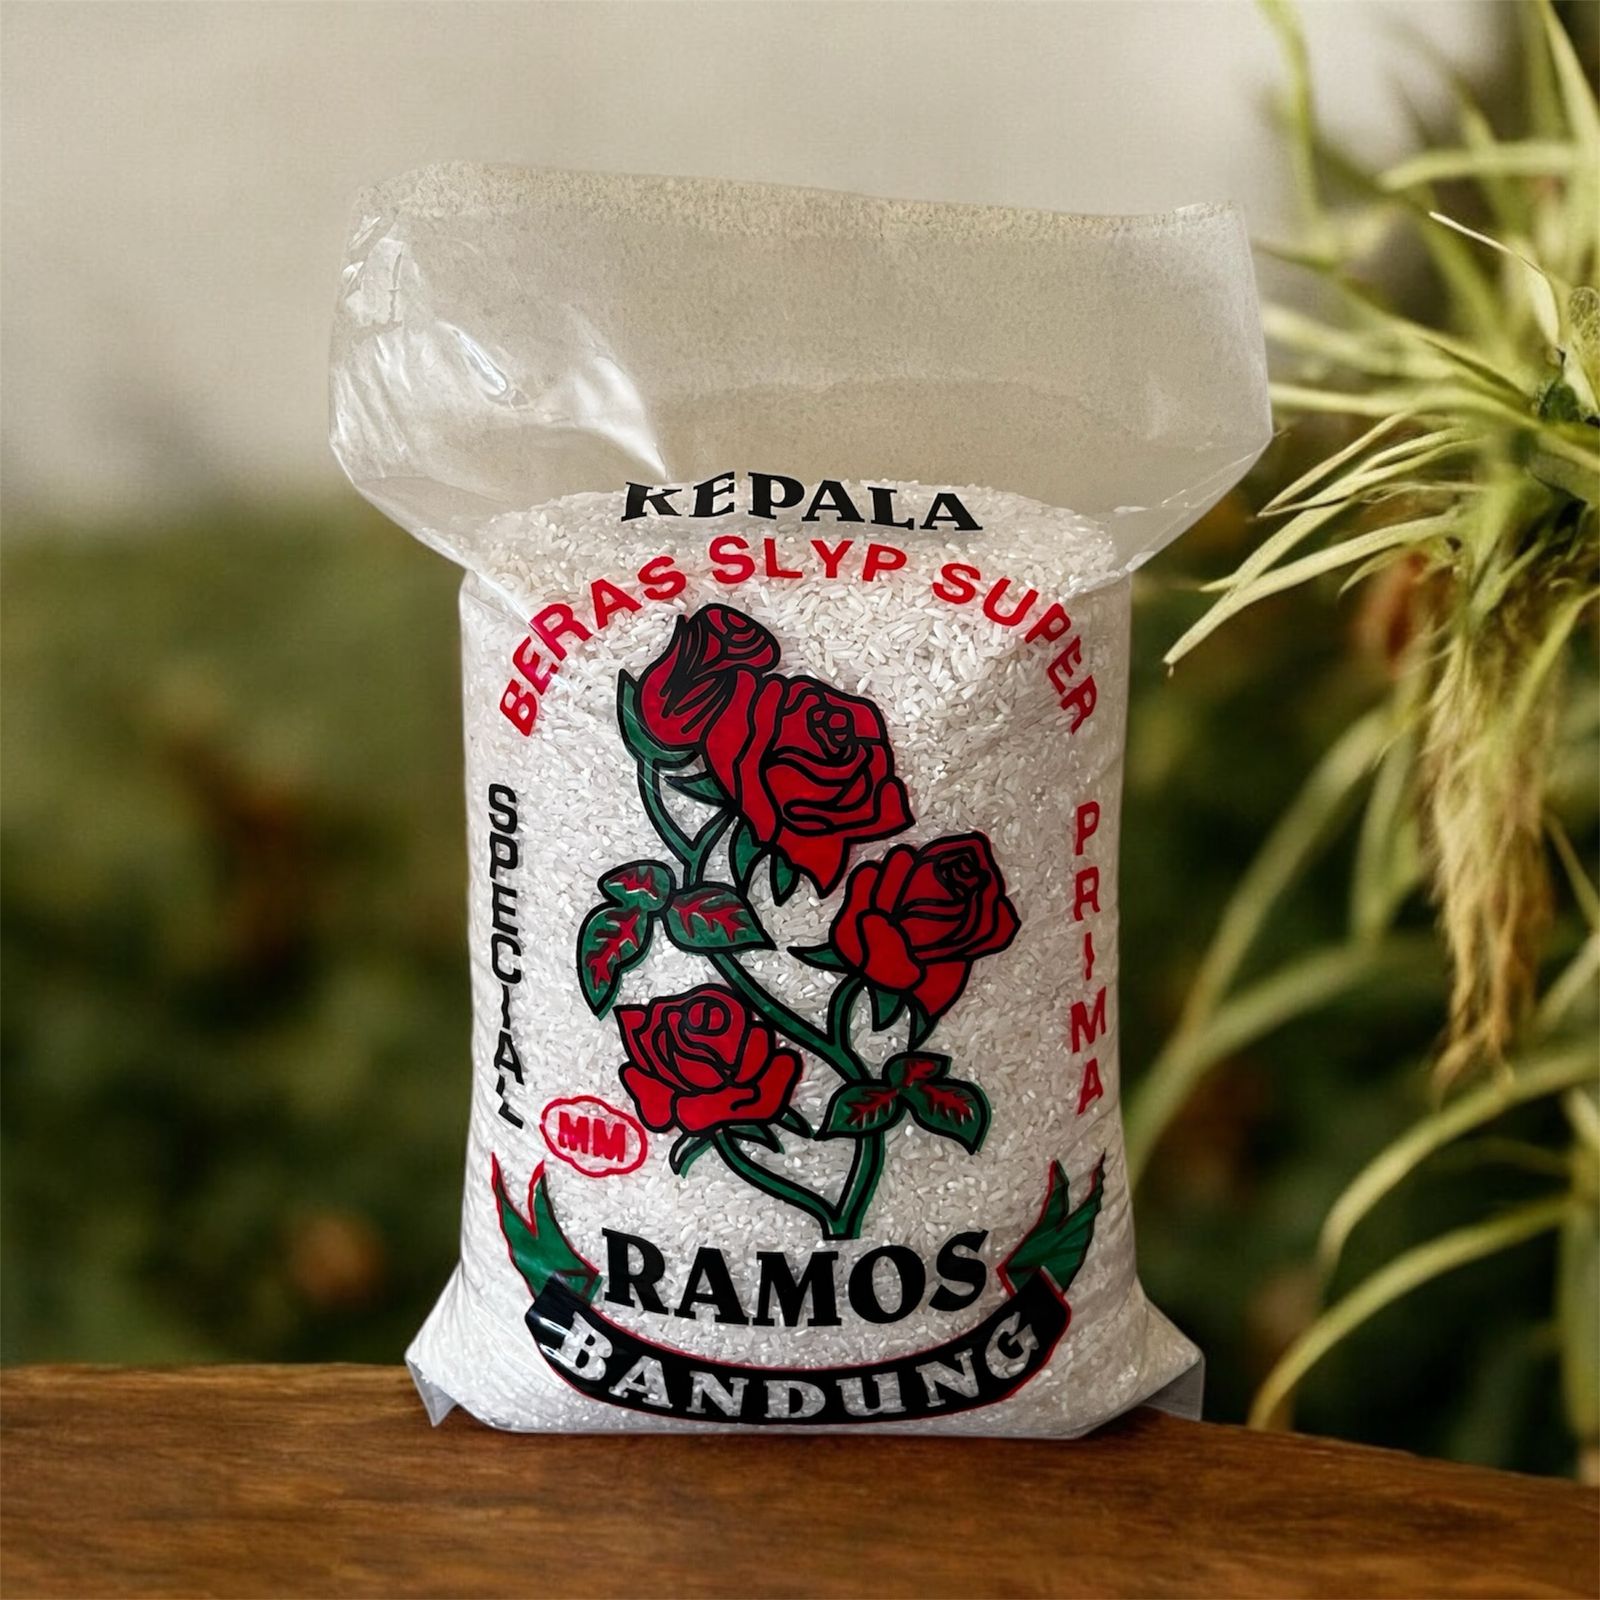 KEPALA
BERAS SLYP SUPER
SPECIAL
PRIMA
MM
RAMOS
BANDUNG